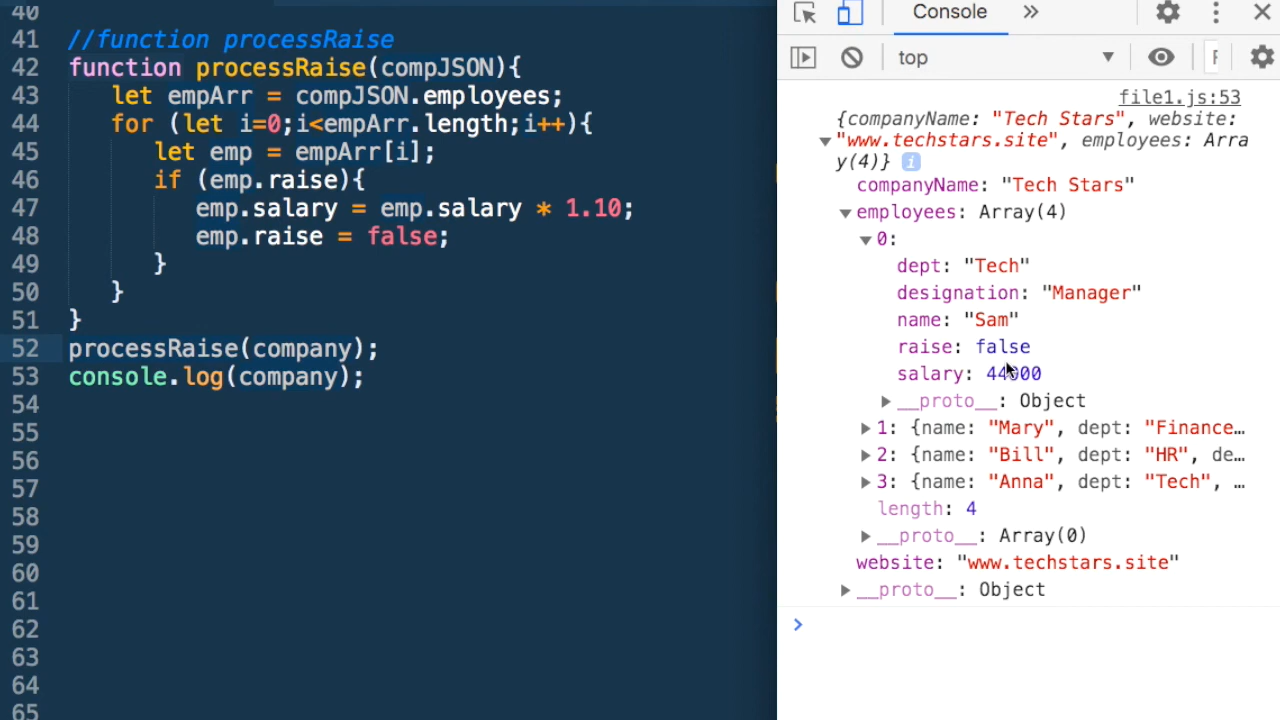 40
41 //function processRaise
42 function processRaise(compJSON){
43 let empArr = compJSON.employees;
44 for (let i=0;i<empArr.length;i++){
45 let emp = empArr[i];
46 if (emp.raise){
47 emp.salary = emp.salary * 1.10;
48 emp.raise = false;
49 }
50 }
51 }
52 processRaise(company);
53 console.log(company);
54
55
56
57
58
59
60
61
62
63
64
65
Console »
top
file1.js:53
{companyName: "Tech Stars", website:
"www.techstars.site", employees: Arra
y(4)} i
companyName: "Tech Stars"
employees: Array(4)
0:
dept: "Tech"
designation: "Manager"
name: "Sam"
raise: false
salary: 44000
__proto__: Object
1: {name: "Mary", dept: "Finance…
2: {name: "Bill", dept: "HR", de…
3: {name: "Anna", dept: "Tech", …
length: 4
__proto__: Array(0)
website: "www.techstars.site"
__proto__: Object
>